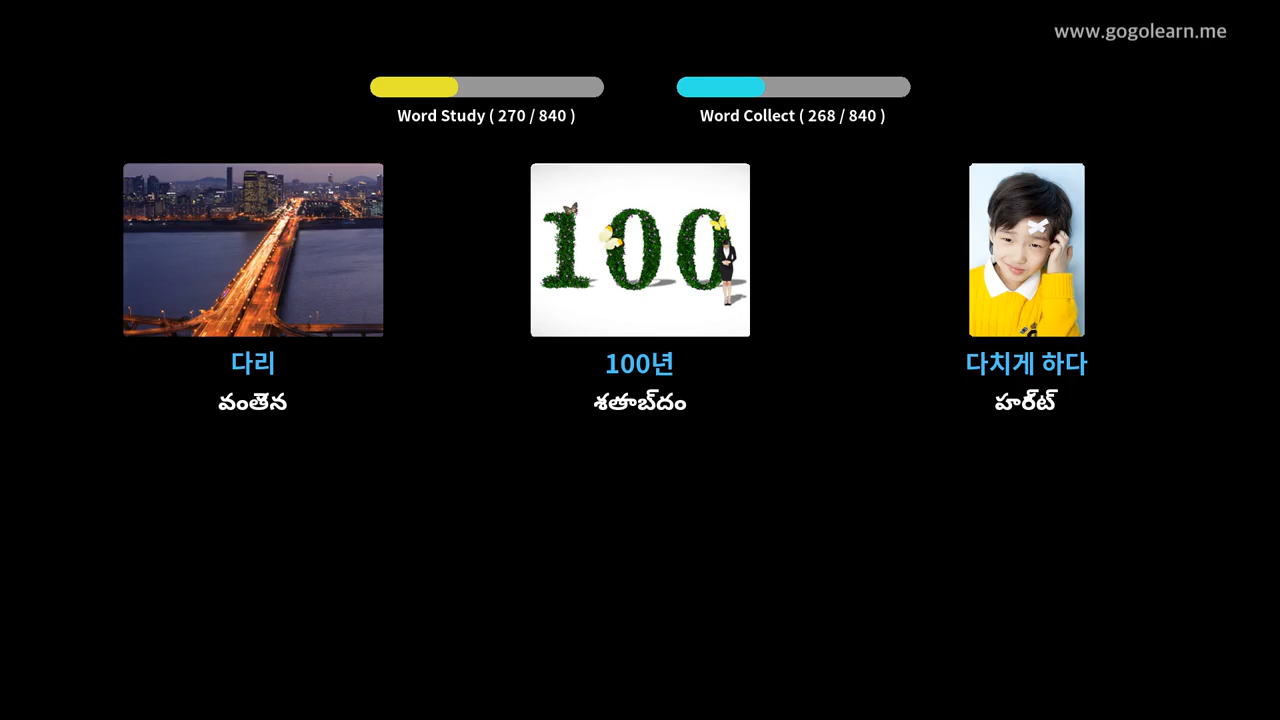 www.gogolearn.me
Word Study ( 270 / 840 )
Word Collect ( 268 / 840 )
다리
100년
다치게 하다
వంతెన
శతాబ్దం
హర్ట్